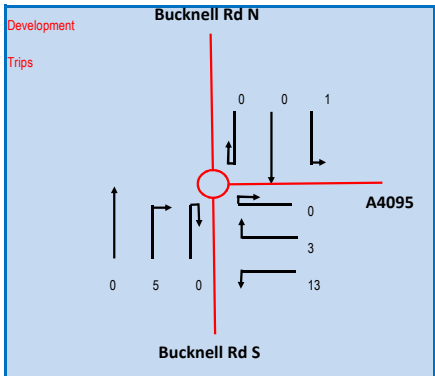 Bucknell Rd N
Development
Trips
0 0 1
A4095
0
3
0 5 0 13
Bucknell Rd S